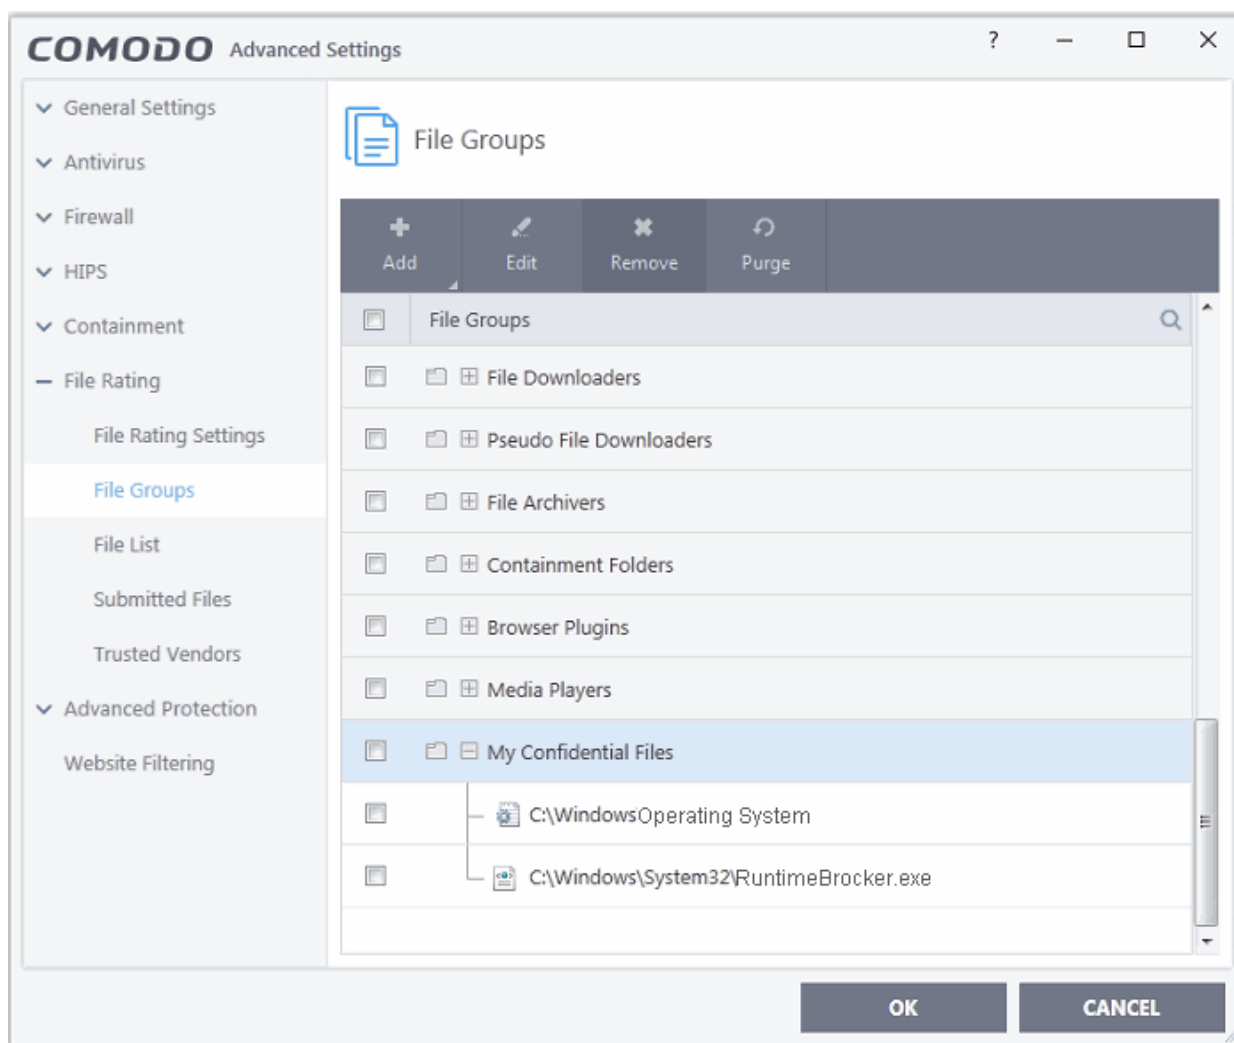 COMODO Advanced Settings ?
General Settings
Antivirus
Firewall
HIPS
Containment
File Rating
File Rating Settings
File Groups
File List
Submitted Files
Trusted Vendors
Advanced Protection
Website Filtering
File Groups
Add Edit Remove Purge
File Groups
File Downloaders
Pseudo File Downloaders
File Archivers
Containment Folders
Browser Plugins
Media Players
My Confidential Files
C:\WindowsOperating System
C:\Windows\System32\RuntimeBrocker.exe
OK CANCEL